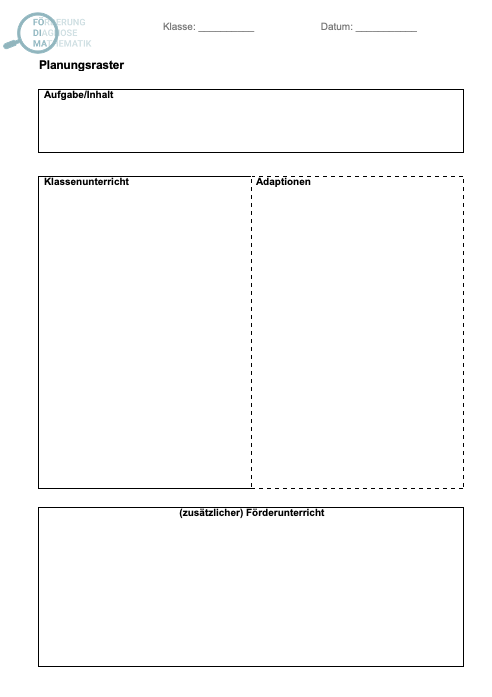 FÖRDERUNG
DIAGNOSE
MATHEMATIK
Klasse: __________ Datum: ___________
Planungsraster
Aufgabe/Inhalt
Klassenunterricht
Adaptionen
(zusätzlicher) Förderunterricht